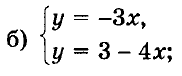 б) { y = -3x,
y = 3 - 4x;